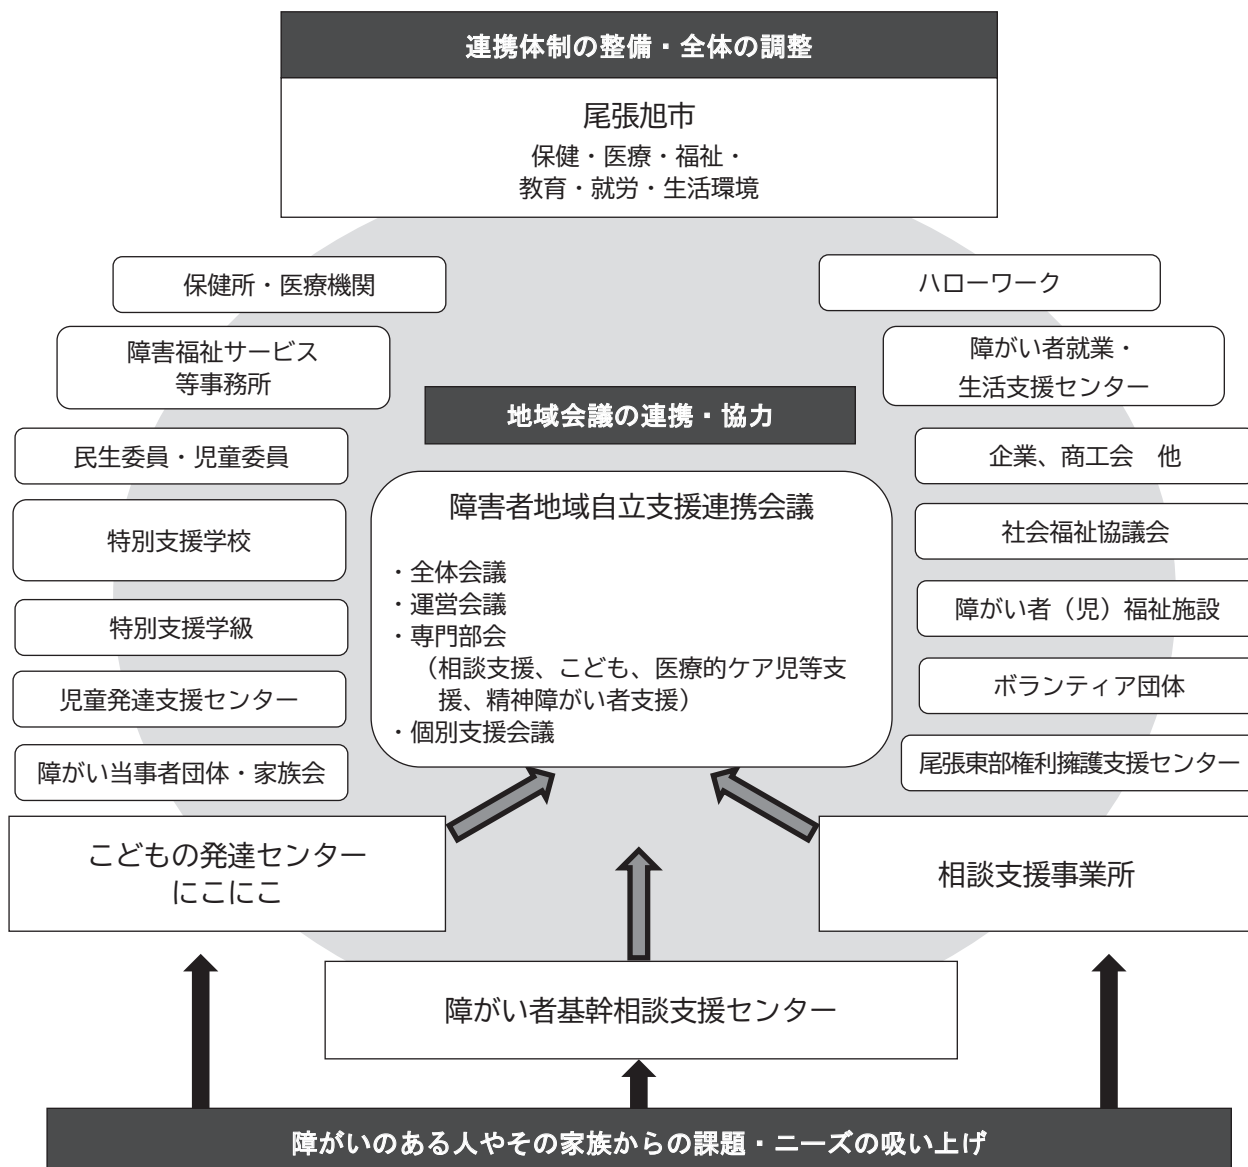 連携体制の整備・全体の調整
尾張旭市
保健・医療・福祉・
教育・就労・生活環境
保健所・医療機関
ハローワーク
障害福祉サービス
等事務所
障がい者就業・
生活支援センター
地域会議の連携・協力
民生委員・児童委員
企業、商工会　他
障害者地域自立支援連携会議
・全体会議
・運営会議
・専門部会
（相談支援、こども、医療的ケア児等支
援、精神障がい者支援）
・個別支援会議
特別支援学校
社会福祉協議会
特別支援学級
障がい者（児）福祉施設
児童発達支援センター
ボランティア団体
障がい当事者団体・家族会
尾張東部権利擁護支援センター
こどもの発達センター
にこにこ
相談支援事業所
障がい者基幹相談支援センター
障がいのある人やその家族からの課題・ニーズの吸い上げ